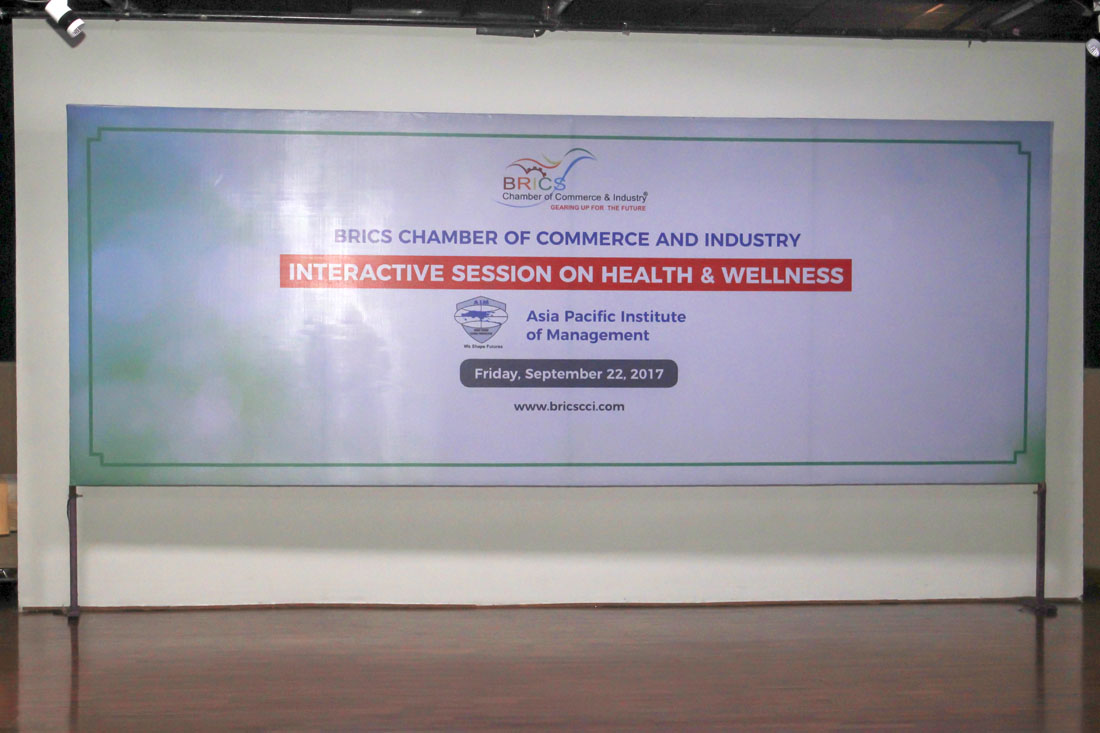 BRICS
Chamber of Commerce & Industry®
GEARING UP FOR THE FUTURE
BRICS CHAMBER OF COMMERCE AND INDUSTRY
INTERACTIVE SESSION ON HEALTH & WELLNESS
Asia Pacific Institute
of Management
We Shape Futures
Friday, September 22, 2017
www.bricscci.com